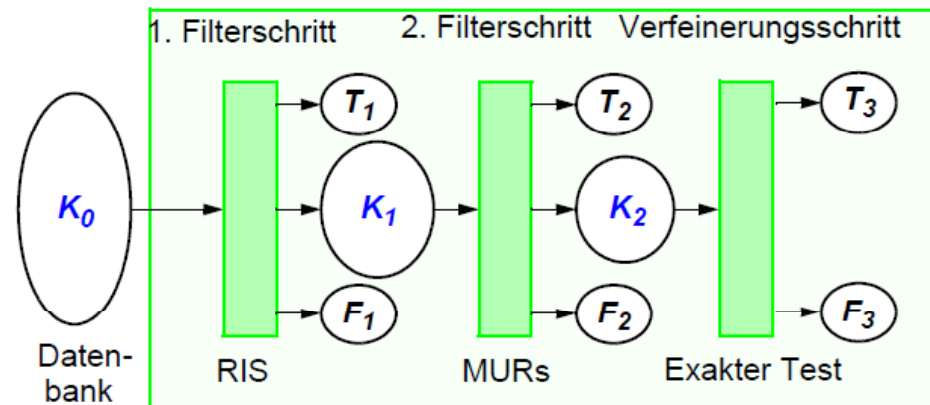 1. Filterschritt 2. Filterschritt Verfeinerungsschritt
T1 T2 T3
K0 K1 K2
F1 F2 F3
Daten-
bank
RIS MURs Exakter Test